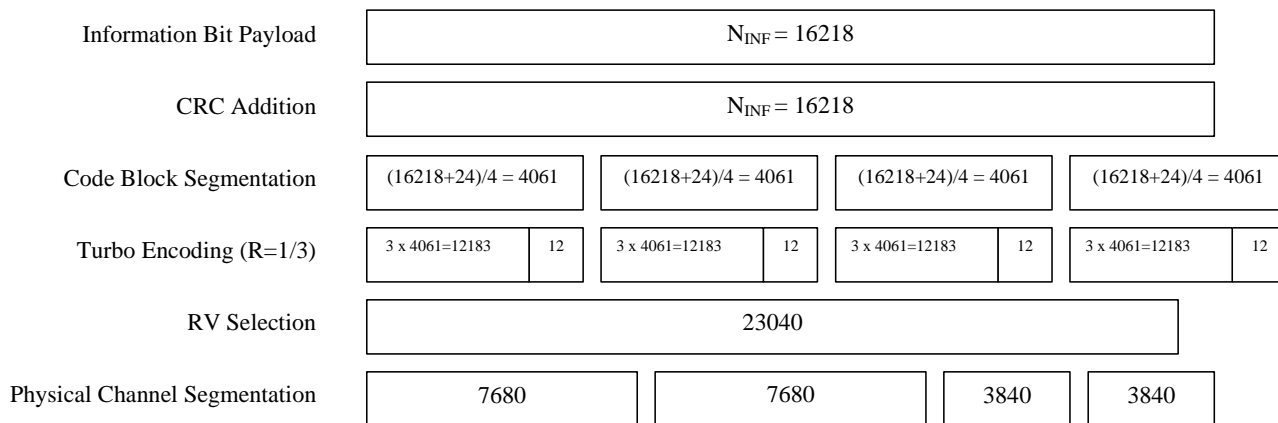 Information Bit Payload NINF = 16218
CRC Addition NINF = 16218
Code Block Segmentation (16218+24)/4 = 4061 (16218+24)/4 = 4061 (16218+24)/4 = 4061 (16218+24)/4 = 4061
Turbo Encoding (R=1/3) 3 x 4061=12183 12 3 x 4061=12183 12 3 x 4061=12183 12 3 x 4061=12183 12
RV Selection 23040
Physical Channel Segmentation 7680 7680 3840 3840